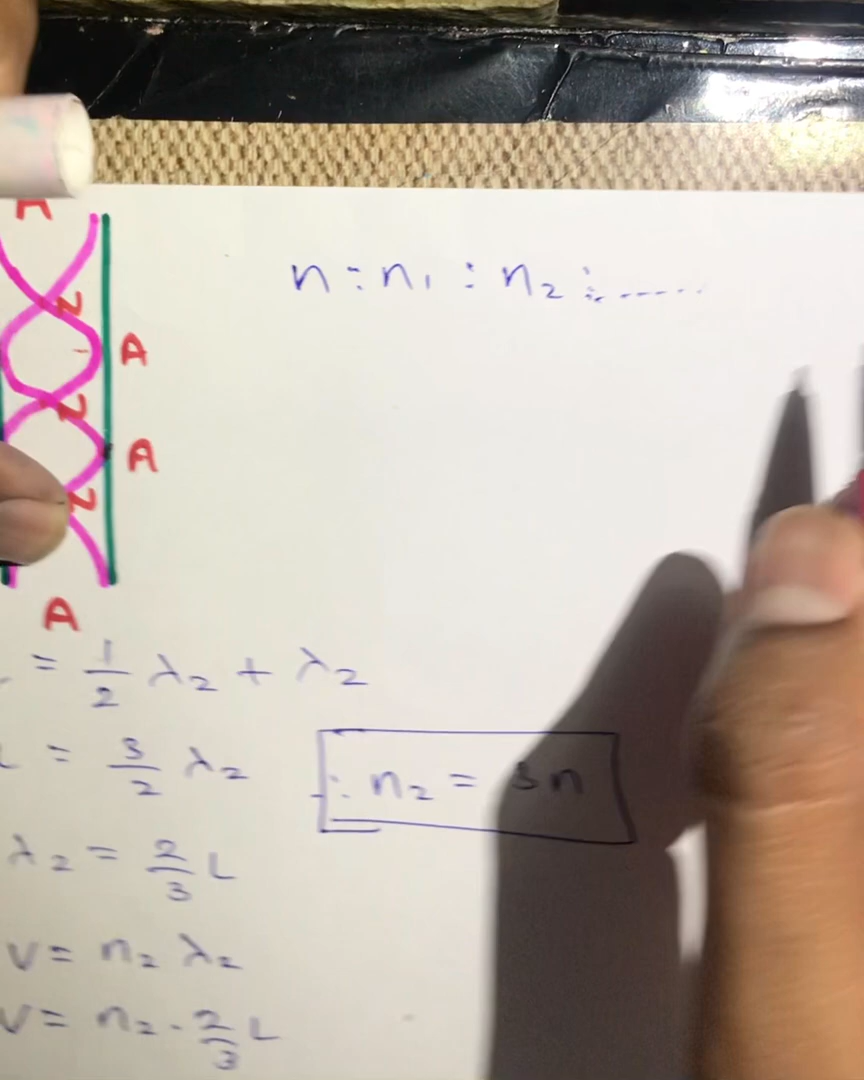 A
n : n₁ : n₂ : ......
N
A
N
A
N
A
= 1/2 λ₂ + λ₂
L = 3/2 λ₂
∴ n₂ = 3n
λ₂ = 2/3 L
V = n₂ λ₂
V = n₂ . 2/3 L